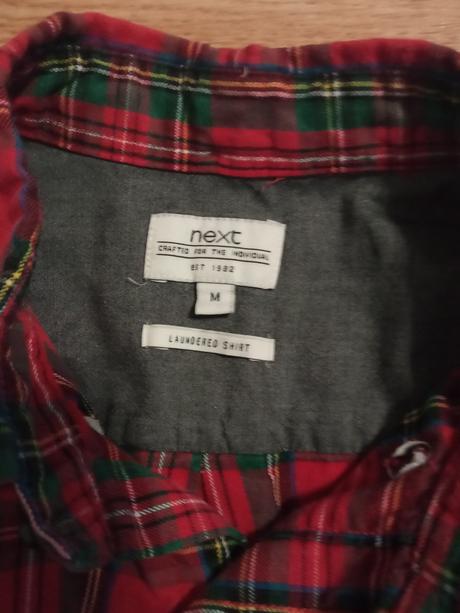 next
CRAFTED FOR THE INDIVIDUAL
EST 1982
M
LAUNDERED SHIRT